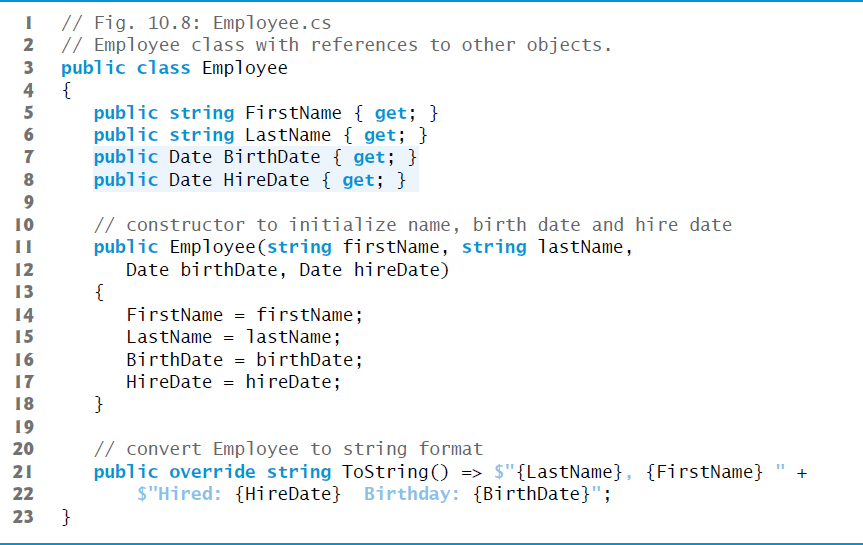 1 // Fig. 10.8: Employee.cs
2 // Employee class with references to other objects.
3 public class Employee
4 {
5 public string FirstName { get; }
6 public string LastName { get; }
7 public Date BirthDate { get; }
8 public Date HireDate { get; }
9
10 // constructor to initialize name, birth date and hire date
11 public Employee(string firstName, string lastName,
12 Date birthDate, Date hireDate)
13 {
14 FirstName = firstName;
15 LastName = lastName;
16 BirthDate = birthDate;
17 HireDate = hireDate;
18 }
19
20 // convert Employee to string format
21 public override string ToString() => $"{LastName}, {FirstName} " +
22 $"Hired: {HireDate}  Birthday: {BirthDate}";
23 }